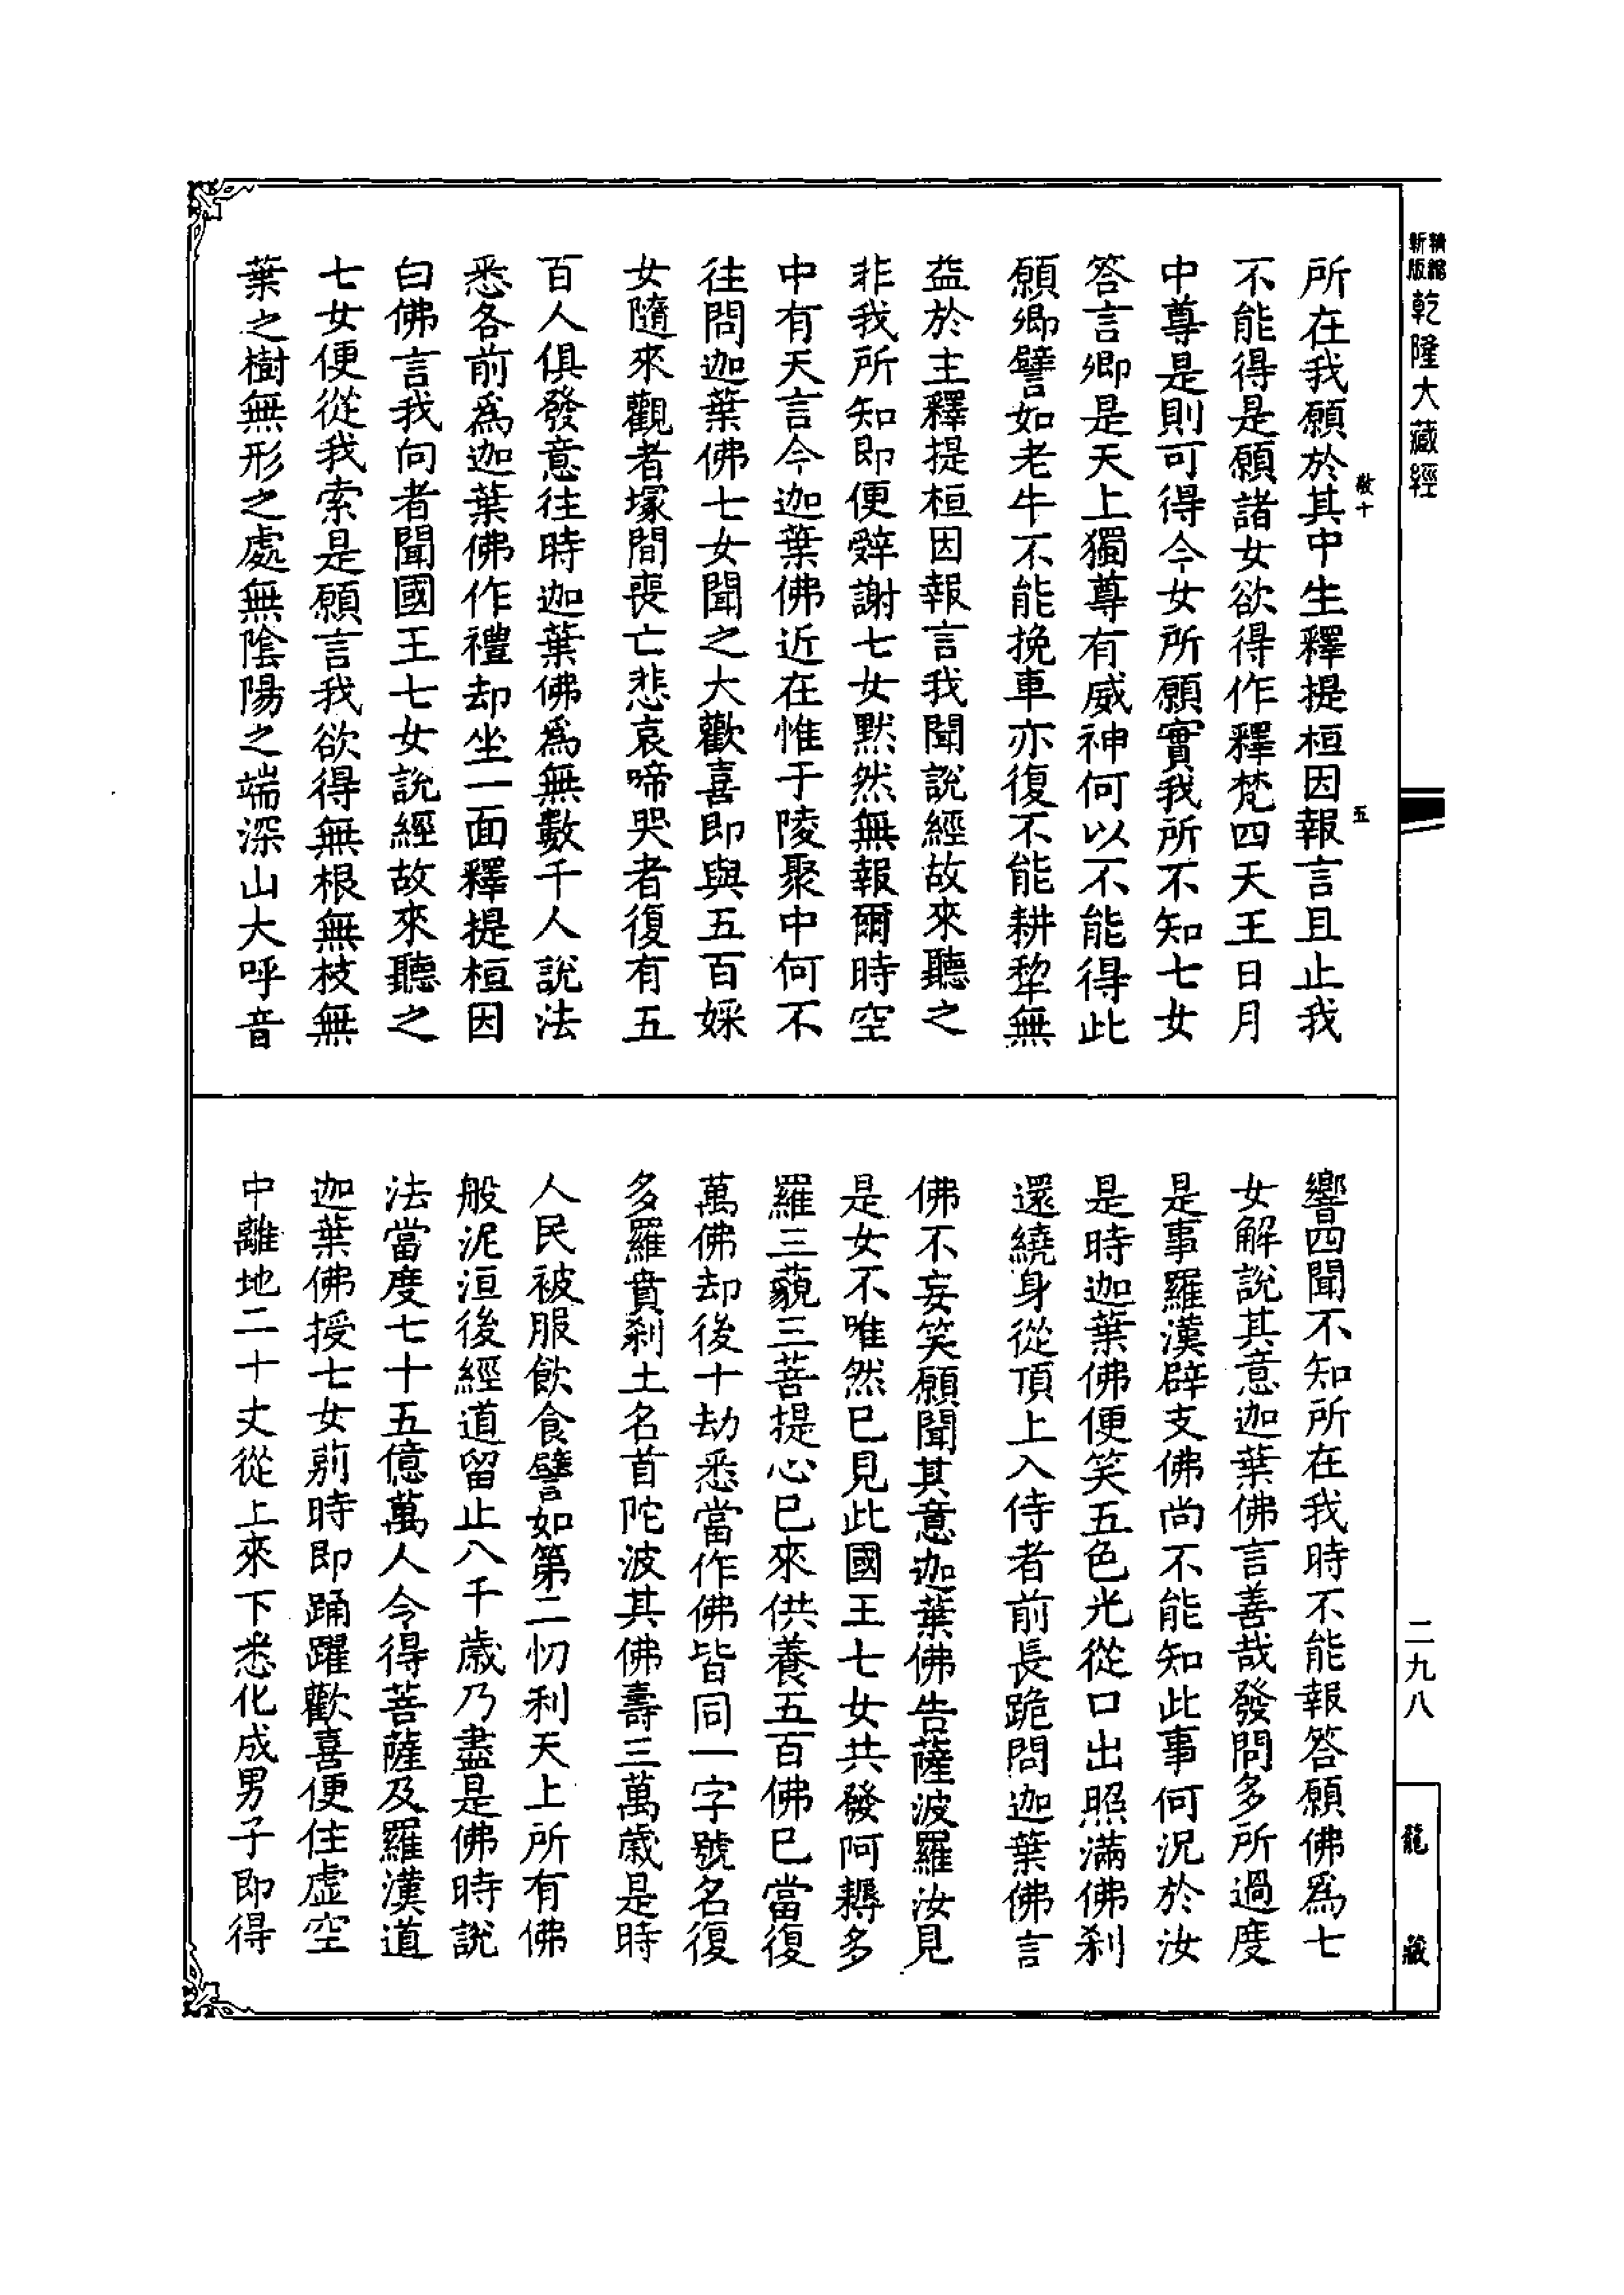 新版
精縮
乾隆大藏經
敬十
五
所在我願於其中生釋提桓因報言且止我
不能得是願諸女欲得作釋梵四天王日月
中尊是則可得今女所願實我所不知七女
答言卿是天上獨尊有威神何以不能得此
願卿譬如老牛不能挽車亦復不能耕犂無
益於主釋提桓因報言我聞說經故來聽之
非我所知即便辤謝七女默然無報爾時空
中有天言今迦葉佛近在惟于陵聚中何不
往問迦葉佛七女聞之大歡喜即與五百婇
女隨來觀者塚間喪亡悲哀啼哭者復有五
百人俱發意往時迦葉佛爲無數千人說法
悉各前爲迦葉佛作禮却坐一面釋提桓因
白佛言我向者聞國王七女說經故來聽之
七女便從我索是願言我欲得無根無枝無
葉之樹無形之處無陰陽之端深山大呼音
響四聞不知所在我時不能報答願佛爲七
女解說其意迦葉佛言善哉發問多所過度
是事羅漢辟支佛尚不能知此事何況於汝
是時迦葉佛便笑五色光從口出照滿佛剎
還繞身從頂上入侍者前長跪問迦葉佛言
佛不妄笑願聞其意迦葉佛告薩波羅汝見
是女不唯然已見此國王七女共發阿耨多
羅三藐三菩提心已來供養五百佛已當復
萬佛却後十劫悉當作佛皆同一字號名復
多羅賁剎土名首陀波其佛壽三萬歲是時
人民被服飲食譬如第二忉利天上所有佛
般泥洹後經道留止八千歲乃盡是佛時說
法當度七十五億萬人令得菩薩及羅漢道
迦葉佛授七女莂時即踊躍歡喜便住虛空
中離地二十丈從上來下悉化成男子即得
二九八
龍藏